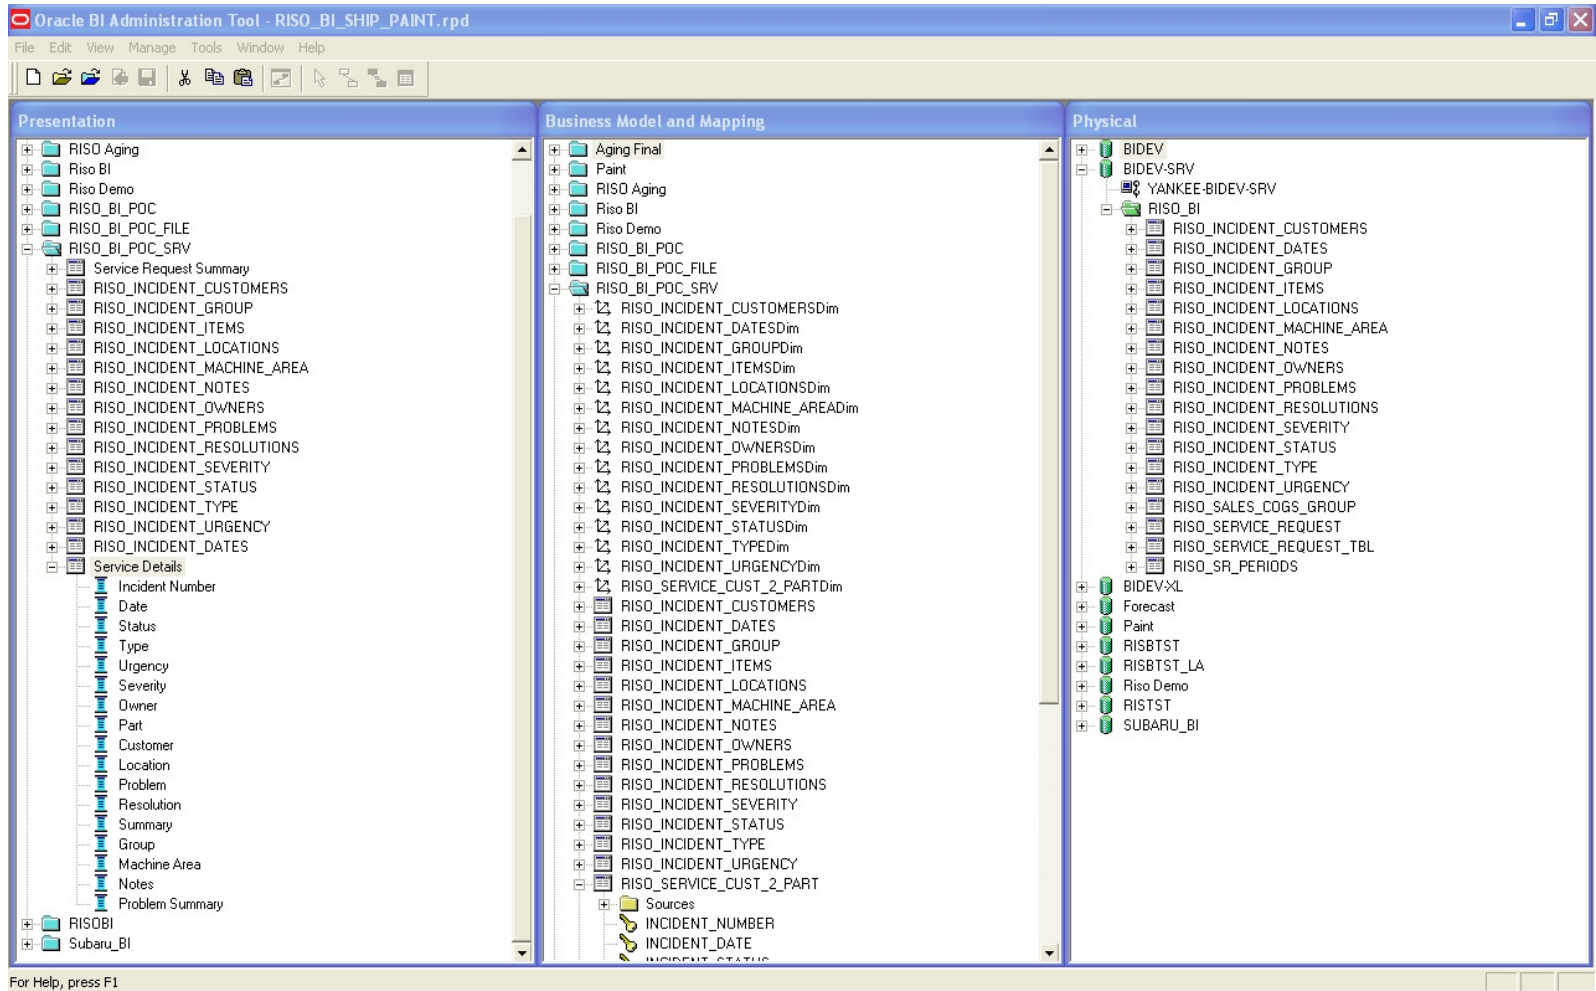 Oracle BI Administration Tool - RISO_BI_SHIP_PAINT.rpd
File Edit View Manage Tools Window Help
Presentation
RISO Aging
Riso BI
Riso Demo
RISO_BI_POC
RISO_BI_POC_FILE
RISO_BI_POC_SRV
Service Request Summary
RISO_INCIDENT_CUSTOMERS
RISO_INCIDENT_GROUP
RISO_INCIDENT_ITEMS
RISO_INCIDENT_LOCATIONS
RISO_INCIDENT_MACHINE_AREA
RISO_INCIDENT_NOTES
RISO_INCIDENT_OWNERS
RISO_INCIDENT_PROBLEMS
RISO_INCIDENT_RESOLUTIONS
RISO_INCIDENT_SEVERITY
RISO_INCIDENT_STATUS
RISO_INCIDENT_TYPE
RISO_INCIDENT_URGENCY
RISO_INCIDENT_DATES
Service Details
Incident Number
Date
Status
Type
Urgency
Severity
Owner
Part
Customer
Location
Problem
Resolution
Summary
Group
Machine Area
Notes
Problem Summary
RISOBI
Subaru_BI
Business Model and Mapping
Aging Final
Paint
RISO Aging
Riso BI
Riso Demo
RISO_BI_POC
RISO_BI_POC_FILE
RISO_BI_POC_SRV
RISO_INCIDENT_CUSTOMERSDim
RISO_INCIDENT_DATESDim
RISO_INCIDENT_GROUPDim
RISO_INCIDENT_ITEMSDim
RISO_INCIDENT_LOCATIONSDim
RISO_INCIDENT_MACHINE_AREADim
RISO_INCIDENT_NOTESDim
RISO_INCIDENT_OWNERSDim
RISO_INCIDENT_PROBLEMSDim
RISO_INCIDENT_RESOLUTIONSDim
RISO_INCIDENT_SEVERITYDim
RISO_INCIDENT_STATUSDim
RISO_INCIDENT_TYPEDim
RISO_INCIDENT_URGENCYDim
RISO_SERVICE_CUST_2_PARTDim
RISO_INCIDENT_CUSTOMERS
RISO_INCIDENT_DATES
RISO_INCIDENT_GROUP
RISO_INCIDENT_ITEMS
RISO_INCIDENT_LOCATIONS
RISO_INCIDENT_MACHINE_AREA
RISO_INCIDENT_NOTES
RISO_INCIDENT_OWNERS
RISO_INCIDENT_PROBLEMS
RISO_INCIDENT_RESOLUTIONS
RISO_INCIDENT_SEVERITY
RISO_INCIDENT_STATUS
RISO_INCIDENT_TYPE
RISO_INCIDENT_URGENCY
RISO_SERVICE_CUST_2_PART
Sources
INCIDENT_NUMBER
INCIDENT_DATE
INCIDENT_STATUS
Physical
BIDEV
BIDEV-SRV
YANKEE-BIDEV-SRV
RISO_BI
RISO_INCIDENT_CUSTOMERS
RISO_INCIDENT_DATES
RISO_INCIDENT_GROUP
RISO_INCIDENT_ITEMS
RISO_INCIDENT_LOCATIONS
RISO_INCIDENT_MACHINE_AREA
RISO_INCIDENT_NOTES
RISO_INCIDENT_OWNERS
RISO_INCIDENT_PROBLEMS
RISO_INCIDENT_RESOLUTIONS
RISO_INCIDENT_SEVERITY
RISO_INCIDENT_STATUS
RISO_INCIDENT_TYPE
RISO_INCIDENT_URGENCY
RISO_SALES_COGS_GROUP
RISO_SERVICE_REQUEST
RISO_SERVICE_REQUEST_TBL
RISO_SR_PERIODS
BIDEV-XL
Forecast
Paint
RISBTST
RISBTST_LA
Riso Demo
RISTST
SUBARU_BI
For Help, press F1